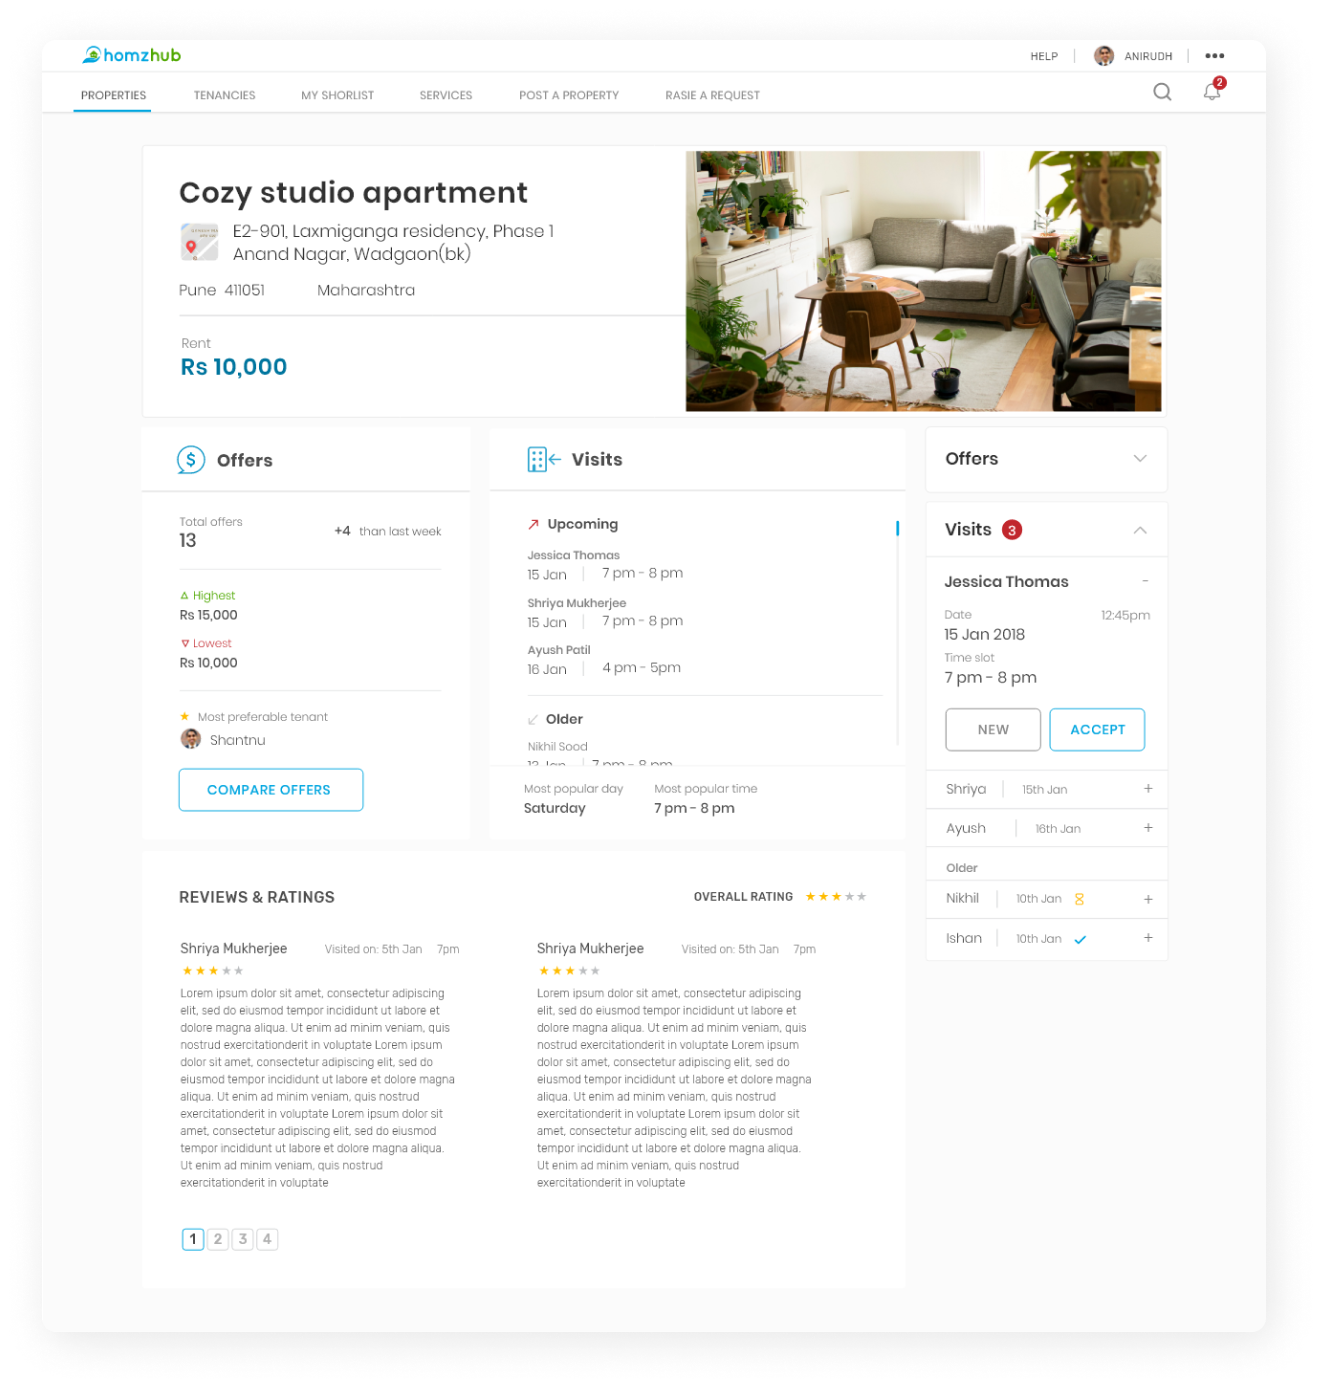 homzhub
HELP
ANIRUDH
PROPERTIES
TENANCIES
MY SHORLIST
SERVICES
POST A PROPERTY
RASIE A REQUEST
2
Cozy studio apartment
E2-901, Laxmiganga residency, Phase 1
Anand Nagar, Wadgaon(bk)
Pune 411051 Maharashtra
Rent
Rs 10,000
Offers
Total offers
13
+4 than last week
Highest
Rs 15,000
Lowest
Rs 10,000
Most preferable tenant
Shantnu
COMPARE OFFERS
Visits
Upcoming
Jessica Thomas
15 Jan 7 pm - 8 pm
Shriya Mukherjee
15 Jan 7 pm - 8 pm
Ayush Patil
16 Jan 4 pm - 5pm
Older
Nikhil Sood
7 pm - 8 pm
Most popular day
Saturday
Most popular time
7 pm - 8 pm
Offers
Visits 3
Jessica Thomas -
Date 12:45pm
15 Jan 2018
Time slot
7 pm - 8 pm
NEW
ACCEPT
Shriya 15th Jan +
Ayush 16th Jan +
Older
Nikhil 10th Jan +
Ishan 10th Jan +
REVIEWS & RATINGS
OVERALL RATING
Shriya Mukherjee Visited on: 5th Jan 7pm
Lorem ipsum dolor sit amet, consectetur adipiscing
elit, sed do eiusmod tempor incididunt ut labore et
dolore magna aliqua. Ut enim ad minim veniam, quis
nostrud exercitationderit in voluptate Lorem ipsum
dolor sit amet, consectetur adipiscing elit, sed do
eiusmod tempor incididunt ut labore et dolore magna
aliqua. Ut enim ad minim veniam, quis nostrud
exercitationderit in voluptate Lorem ipsum dolor sit
amet, consectetur adipiscing elit, sed do eiusmod
tempor incididunt ut labore et dolore magna aliqua.
Ut enim ad minim veniam, quis nostrud
exercitationderit in voluptate
Shriya Mukherjee Visited on: 5th Jan 7pm
Lorem ipsum dolor sit amet, consectetur adipiscing
elit, sed do eiusmod tempor incididunt ut labore et
dolore magna aliqua. Ut enim ad minim veniam, quis
nostrud exercitationderit in voluptate Lorem ipsum
dolor sit amet, consectetur adipiscing elit, sed do
eiusmod tempor incididunt ut labore et dolore magna
aliqua. Ut enim ad minim veniam, quis nostrud
exercitationderit in voluptate Lorem ipsum dolor sit
amet, consectetur adipiscing elit, sed do eiusmod
tempor incididunt ut labore et dolore magna aliqua.
Ut enim ad minim veniam, quis nostrud
exercitationderit in voluptate
1 2 3 4